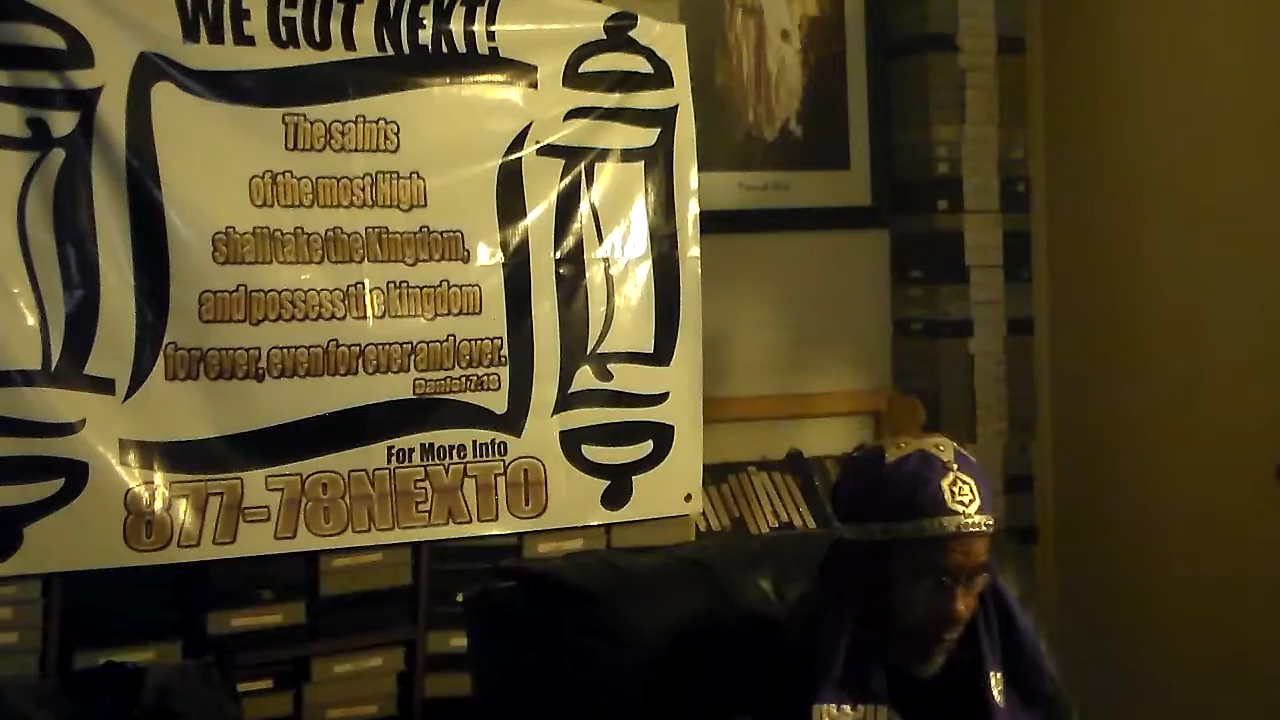 WE GOT NEXT!
The saints
of the most High
shall take the Kingdom,
and possess the kingdom
for ever, even for ever and ever.
Daniel 7:18
For More Info
877-78NEXTO